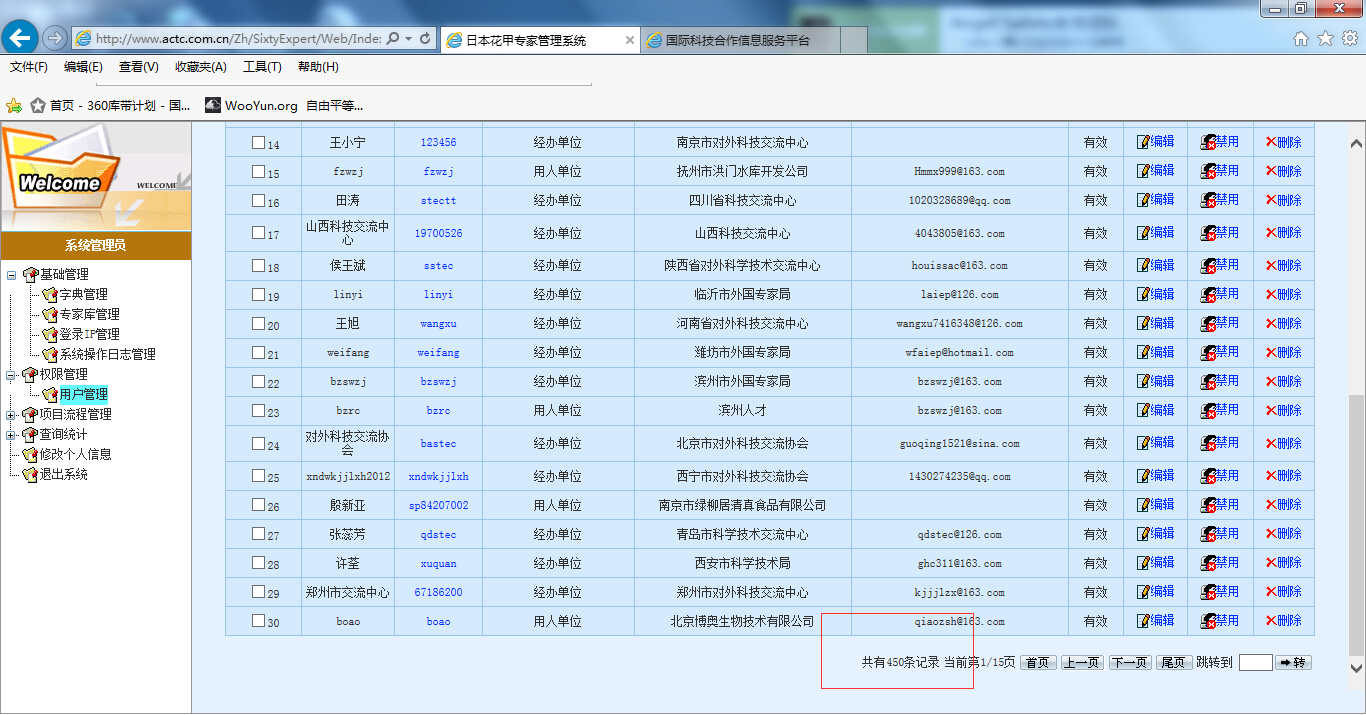 http://www.actc.com.cn/Zh/SixtyExpert/Web/Inde:
日本花甲专家管理系统
国际科技合作信息服务平台
文件(F) 编辑(E) 查看(V) 收藏夹(A) 工具(T) 帮助(H)
首页 - 360库带计划 - 国... WooYun.org 自由平等...
Welcome
WELCOME
系统管理员
基础管理
字典管理
专家库管理
登录IP管理
系统操作日志管理
权限管理
用户管理
项目流程管理
查询统计
修改个人信息
退出系统
14 王小宁 123456 经办单位 南京市对外科技交流中心 有效 编辑 禁用 删除
15 fzwzj fzwzj 用人单位 抚州市洪门水库开发公司 Hmmx999@163.com 有效 编辑 禁用 删除
16 田涛 stectt 经办单位 四川省科技交流中心 1020328689@qq.com 有效 编辑 禁用 删除
17 山西科技交流中心 19700526 经办单位 山西科技交流中心 4043805@163.com 有效 编辑 禁用 删除
18 侯王斌 sstec 经办单位 陕西省对外科学技术交流中心 houissac@163.com 有效 编辑 禁用 删除
19 linyi linyi 经办单位 临沂市外国专家局 laiep@126.com 有效 编辑 禁用 删除
20 王旭 wangxu 经办单位 河南省对外科技交流中心 wangxu7416348@126.com 有效 编辑 禁用 删除
21 weifang weifang 经办单位 潍坊市外国专家局 wfaiep@hotmail.com 有效 编辑 禁用 删除
22 bzswzj bzswzj 经办单位 滨州市外国专家局 bzswzj@163.com 有效 编辑 禁用 删除
23 bzrc bzrc 用人单位 滨州人才 bzswzj@163.com 有效 编辑 禁用 删除
24 对外科技交流协会 bastec 经办单位 北京市对外科技交流协会 guoqing1521@sina.com 有效 编辑 禁用 删除
25 xndwkjjlxh2012 xndwkjjlxh 经办单位 西宁市对外科技交流协会 1430274235@qq.com 有效 编辑 禁用 删除
26 殷新亚 sp84207002 用人单位 南京市绿柳居清真食品有限公司 有效 编辑 禁用 删除
27 张蕊芳 qdstec 经办单位 青岛市科学技术交流中心 qdstec@126.com 有效 编辑 禁用 删除
28 许荃 xuquan 经办单位 西安市科学技术局 ghc311@163.com 有效 编辑 禁用 删除
29 郑州市交流中心 67186200 经办单位 郑州市对外科技交流中心 kjjjlzx@163.com 有效 编辑 禁用 删除
30 boao boao 用人单位 北京博奥生物技术有限公司 qiaozsh@163.com 有效 编辑 禁用 删除
共有450条记录 当前第1/15页 首页 上一页 下一页 尾页 跳转到 转